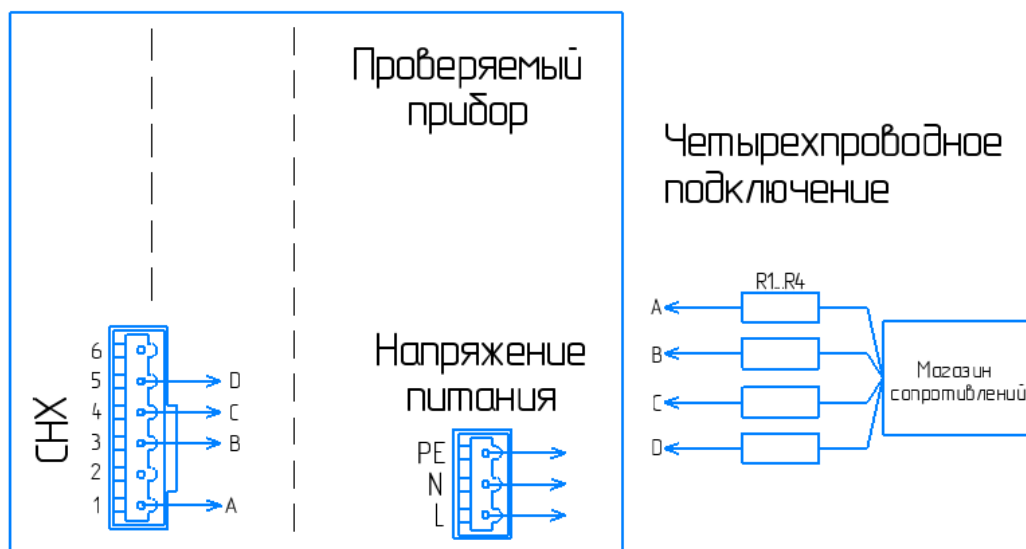 Проверяемый
прибор
Четырехпроводное
подключение
R1...R4
A
B
C
D
Магазин
сопротивлений
CHX
6
5 D
4 C
3 B
2
1 A
Напряжение
питания
PE
N
L